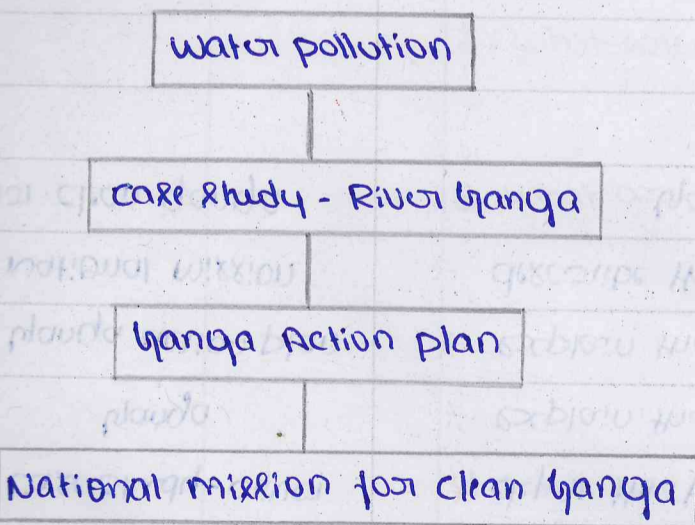 Water pollution
Case study - River Ganga
Ganga Action plan
National mission for clean Ganga